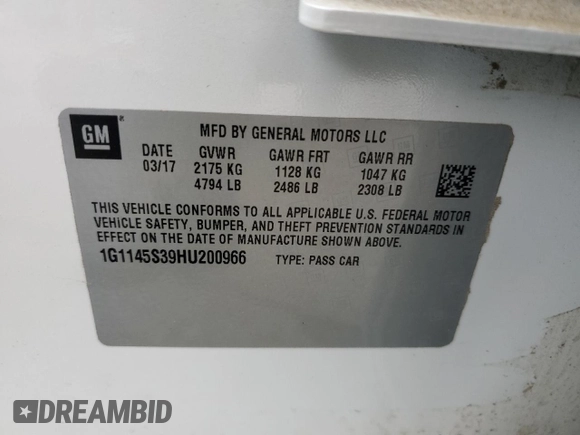 GM
MFD BY GENERAL MOTORS LLC
DATE GVWR GAWR FRT GAWR RR
03/17 2175 KG 1128 KG 1047 KG
4794 LB 2486 LB 2308 LB
THIS VEHICLE CONFORMS TO ALL APPLICABLE U.S. FEDERAL MOTOR
VEHICLE SAFETY, BUMPER, AND THEFT PREVENTION STANDARDS IN
EFFECT ON THE DATE OF MANUFACTURE SHOWN ABOVE.
1G1145S39HU200966 TYPE: PASS CAR
DREAMBID